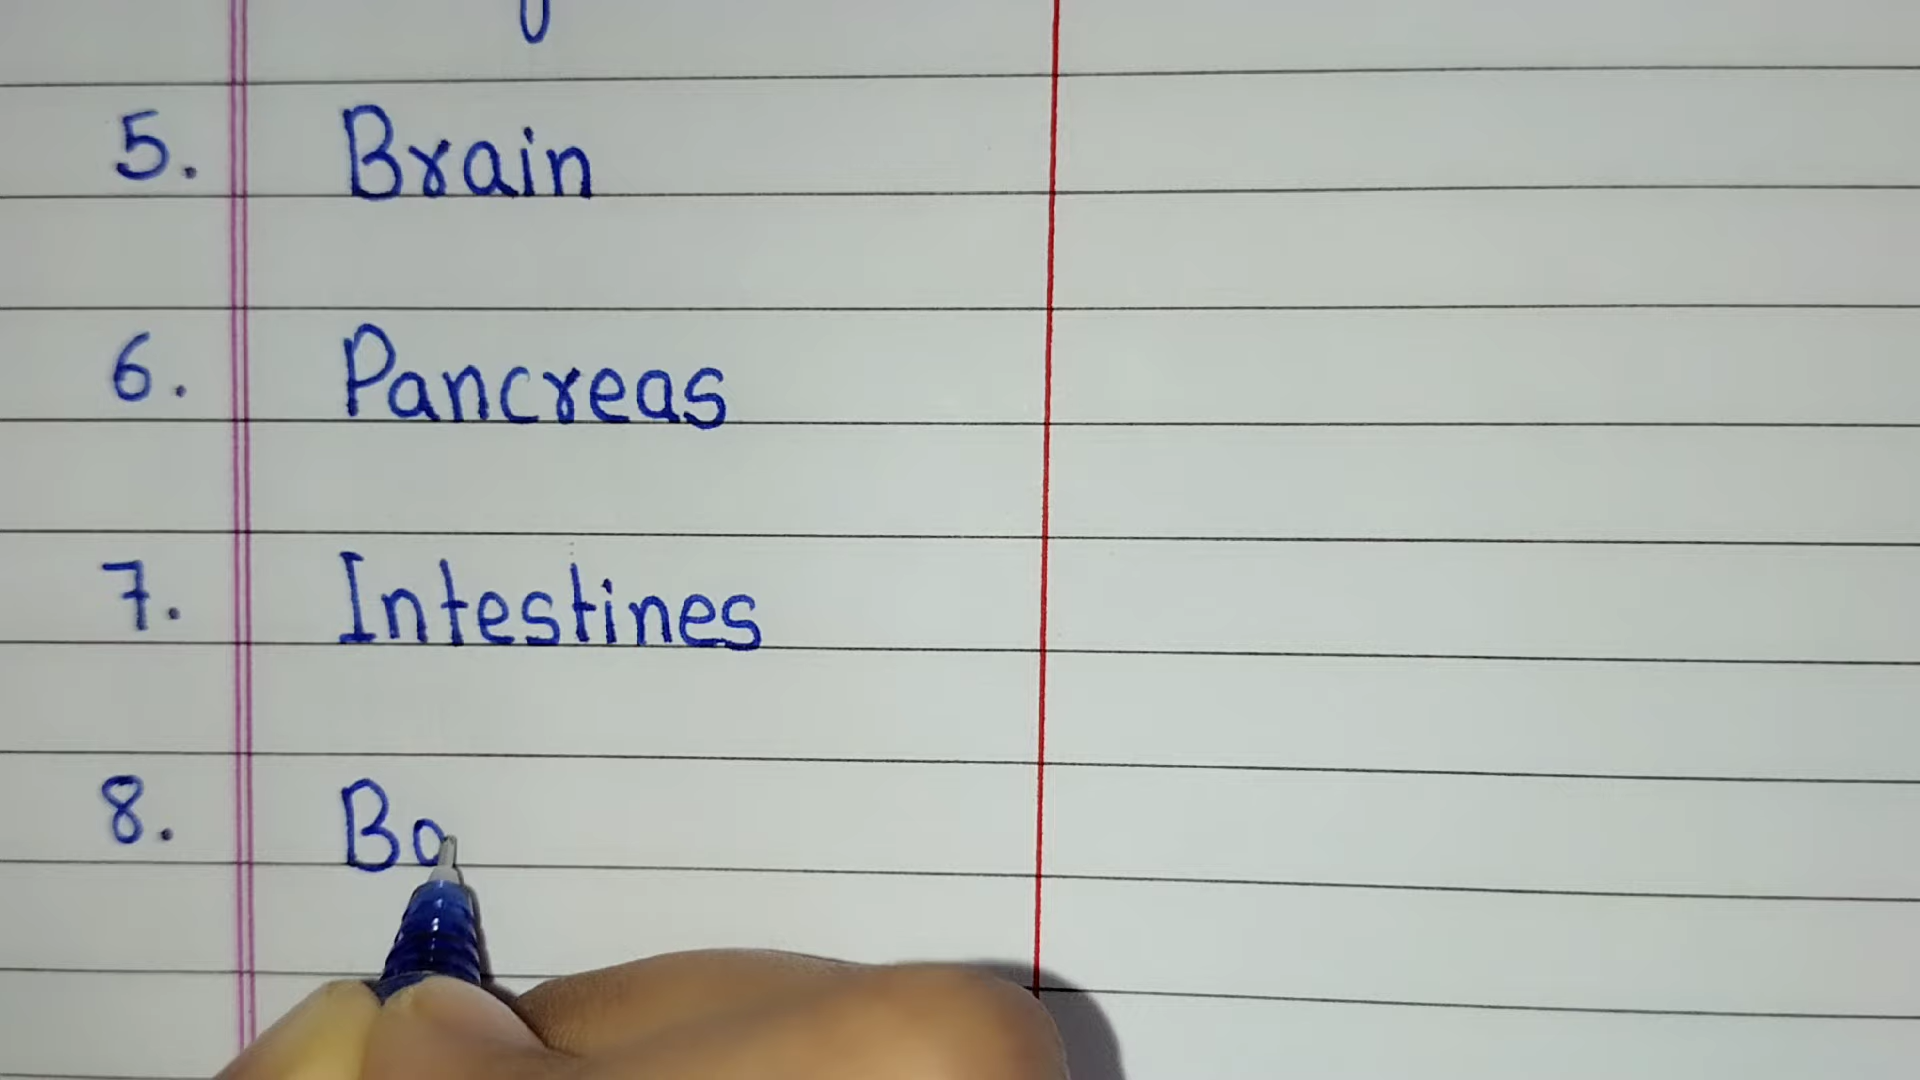 5. Brain
6. Pancreas
7. Intestines
8. Bo